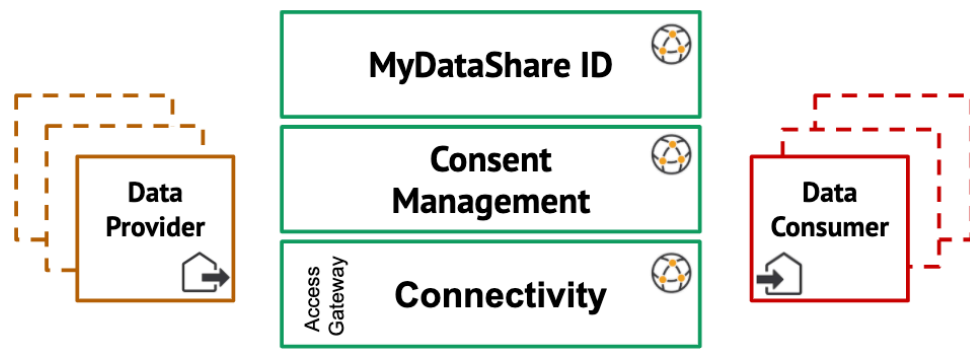 MyDataShare ID
Data
Provider
Consent
Management
Data
Consumer
Access
Gateway
Connectivity